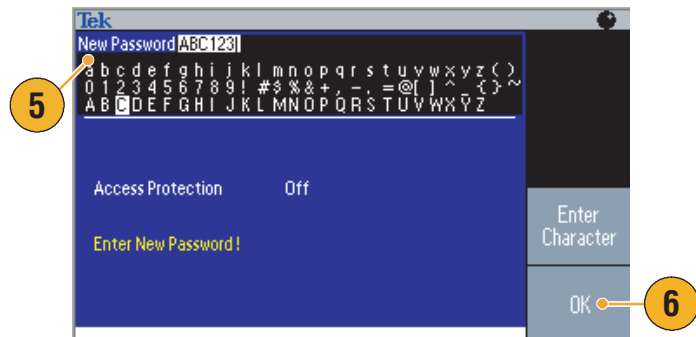 Tek
New Password ABC123
a b c d e f g h i j k l m n o p q r s t u v w x y z ( )
0 1 2 3 4 5 6 7 8 9 ! # $ % & + , - . = @ [ ] ^ _ { } ~
A B C D E F G H I J K L M N O P Q R S T U V W X Y Z
5
Access Protection Off
Enter New Password !
Enter
Character
OK
6